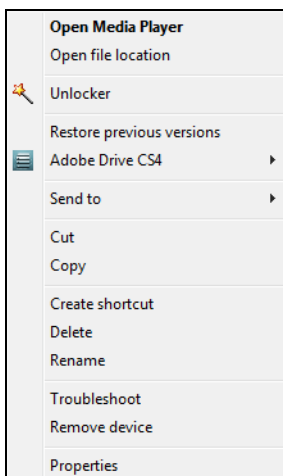 Open Media Player
Open file location
Unlocker
Restore previous versions
Adobe Drive CS4
Send to
Cut
Copy
Create shortcut
Delete
Rename
Troubleshoot
Remove device
Properties